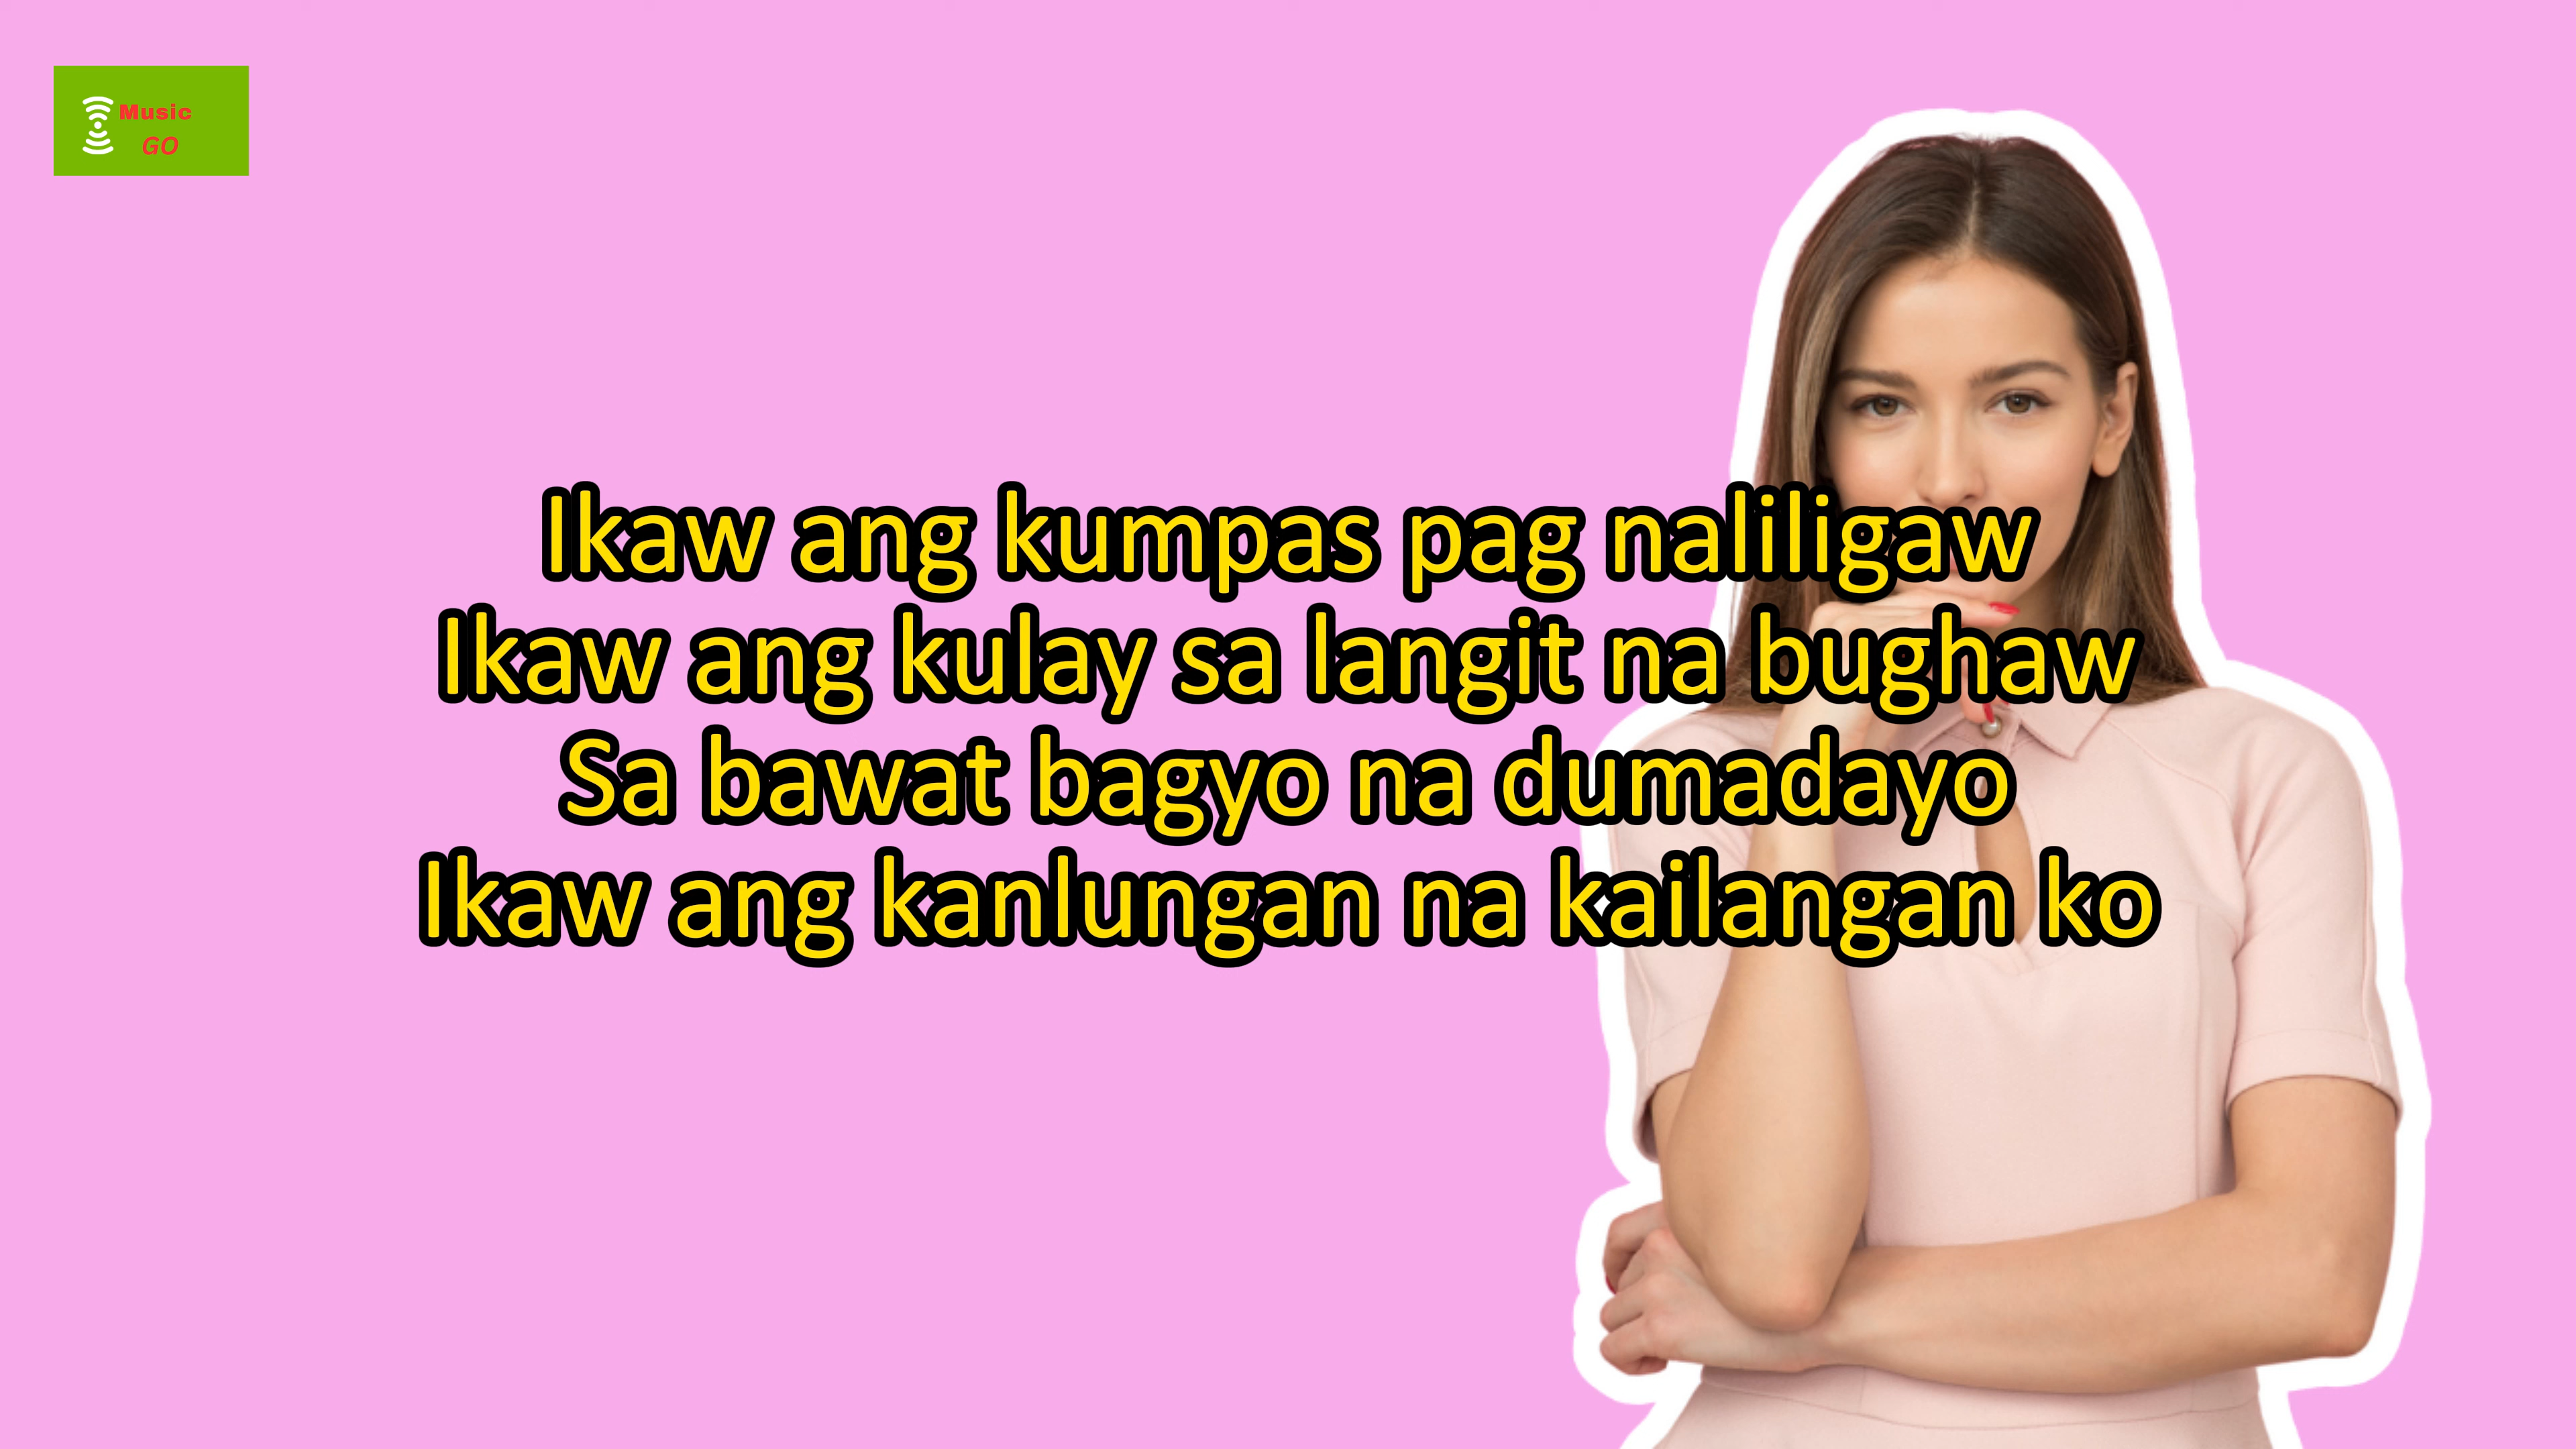 Music
GO
Ikaw ang kumpas pag naliligaw
Ikaw ang kulay sa langit na bughaw
Sa bawat bagyo na dumadayo
Ikaw ang kanlungan na kailangan ko